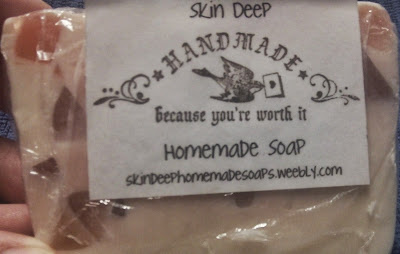 Skin Deep
HANDMADE
because you're worth it
Homemade Soap
skindeephomemadesoaps.weebly.com